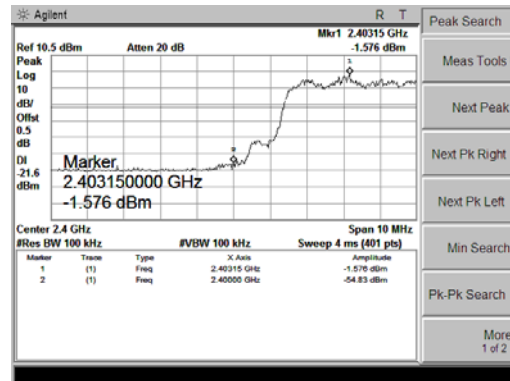 Agilent R T
Mkr1 2.40315 GHz
Ref 10.5 dBm Atten 20 dB -1.576 dBm
Peak
Log
10
dB/
Offst
0.5
dB
DI
-21.6
dBm
1
2
Marker
2.403150000 GHz
-1.576 dBm
Center 2.4 GHz Span 10 MHz
#Res BW 100 kHz #VBW 100 kHz Sweep 4 ms (401 pts)
Marker Trace Type X Axis Amplitude
1 (1) Freq 2.40315 GHz -1.576 dBm
2 (1) Freq 2.40000 GHz -54.83 dBm
Peak Search
Meas Tools
Next Peak
Next Pk Right
Next Pk Left
Min Search
Pk-Pk Search
More
1 of 2